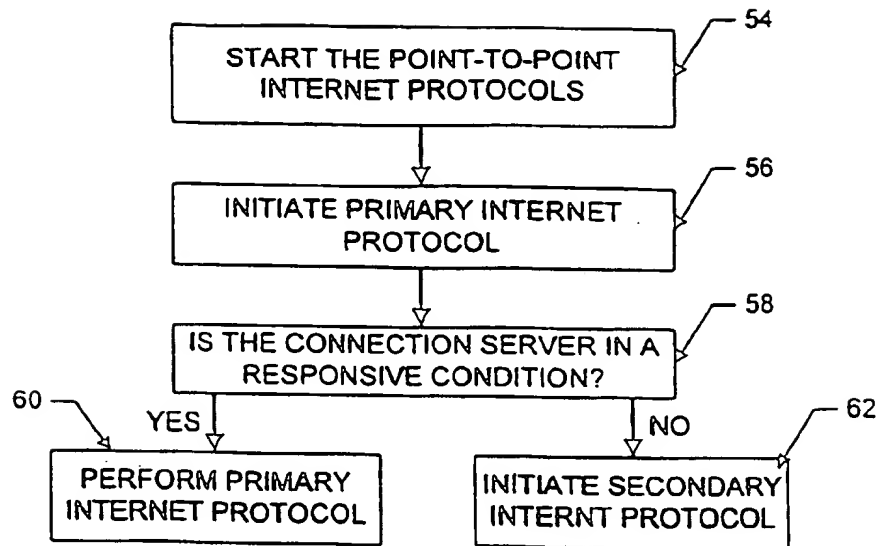 54
START THE POINT-TO-POINT
INTERNET PROTOCOLS
56
INITIATE PRIMARY INTERNET
PROTOCOL
58
IS THE CONNECTION SERVER IN A
RESPONSIVE CONDITION?
60
YES
NO
62
PERFORM PRIMARY
INTERNET PROTOCOL
INITIATE SECONDARY
INTERNT PROTOCOL